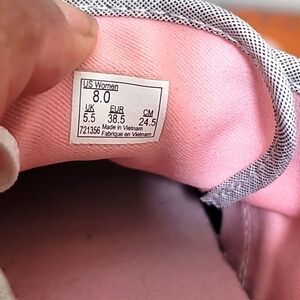 US Women
8.0
UK EUR CM
5.5 38.5 24.5
721356 Made in Vietnam
Fabrique en Vietnam